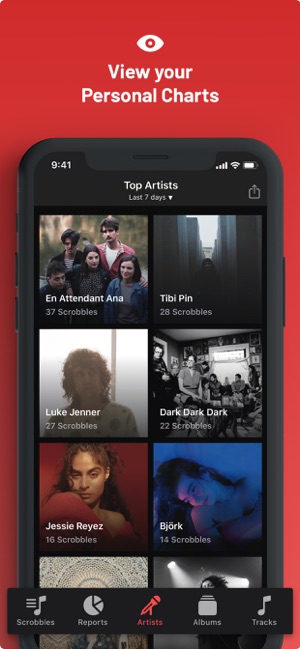 View your
Personal Charts
9:41
Top Artists
Last 7 days ▼
En Attendant Ana
37 Scrobbles
Tibi Pin
28 Scrobbles
Luke Jenner
27 Scrobbles
Dark Dark Dark
22 Scrobbles
Jessie Reyez
16 Scrobbles
Björk
14 Scrobbles
Scrobbles
Reports
Artists
Albums
Tracks